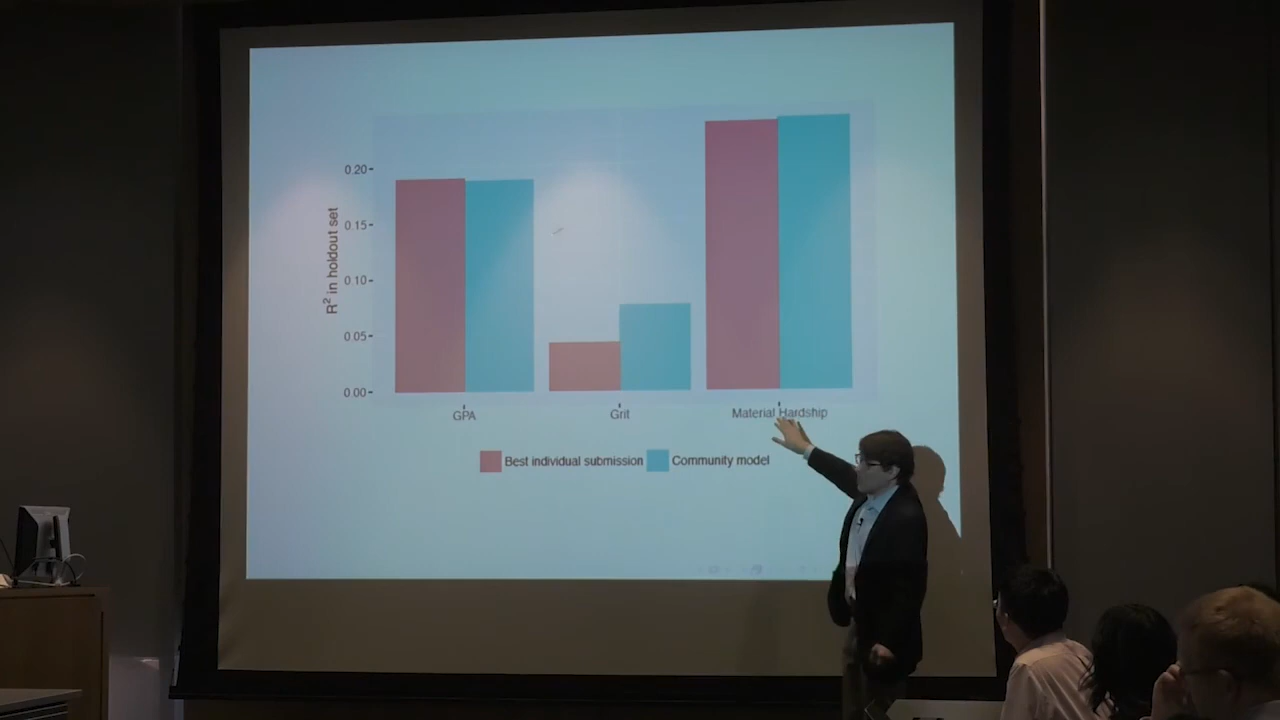 0.20
0.15
0.10
0.05
0.00
R² in holdout set
GPA
Grit
Material Hardship
Best individual submission
Community model